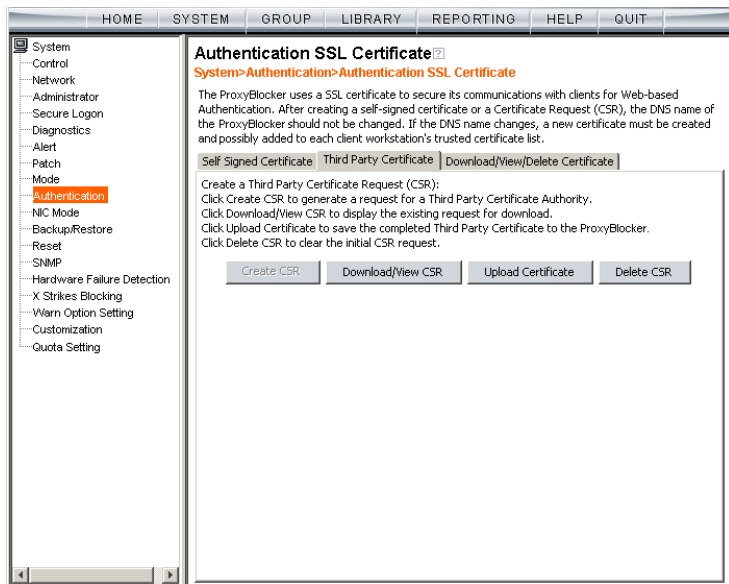 HOME SYSTEM GROUP LIBRARY REPORTING HELP QUIT
System
Control
Network
Administrator
Secure Logon
Diagnostics
Alert
Patch
Mode
Authentication
NIC Mode
Backup/Restore
Reset
SNMP
Hardware Failure Detection
X Strikes Blocking
Warn Option Setting
Customization
Quota Setting
Authentication SSL Certificate ?
System>Authentication>Authentication SSL Certificate
The ProxyBlocker uses a SSL certificate to secure its communications with clients for Web-based
Authentication. After creating a self-signed certificate or a Certificate Request (CSR), the DNS name of
the ProxyBlocker should not be changed. If the DNS name changes, a new certificate must be created
and possibly added to each client workstation's trusted certificate list.
Self Signed Certificate Third Party Certificate Download/View/Delete Certificate
Create a Third Party Certificate Request (CSR):
Click Create CSR to generate a request for a Third Party Certificate Authority.
Click Download/View CSR to display the existing request for download.
Click Upload Certificate to save the completed Third Party Certificate to the ProxyBlocker.
Click Delete CSR to clear the initial CSR request.
Create CSR Download/View CSR Upload Certificate Delete CSR